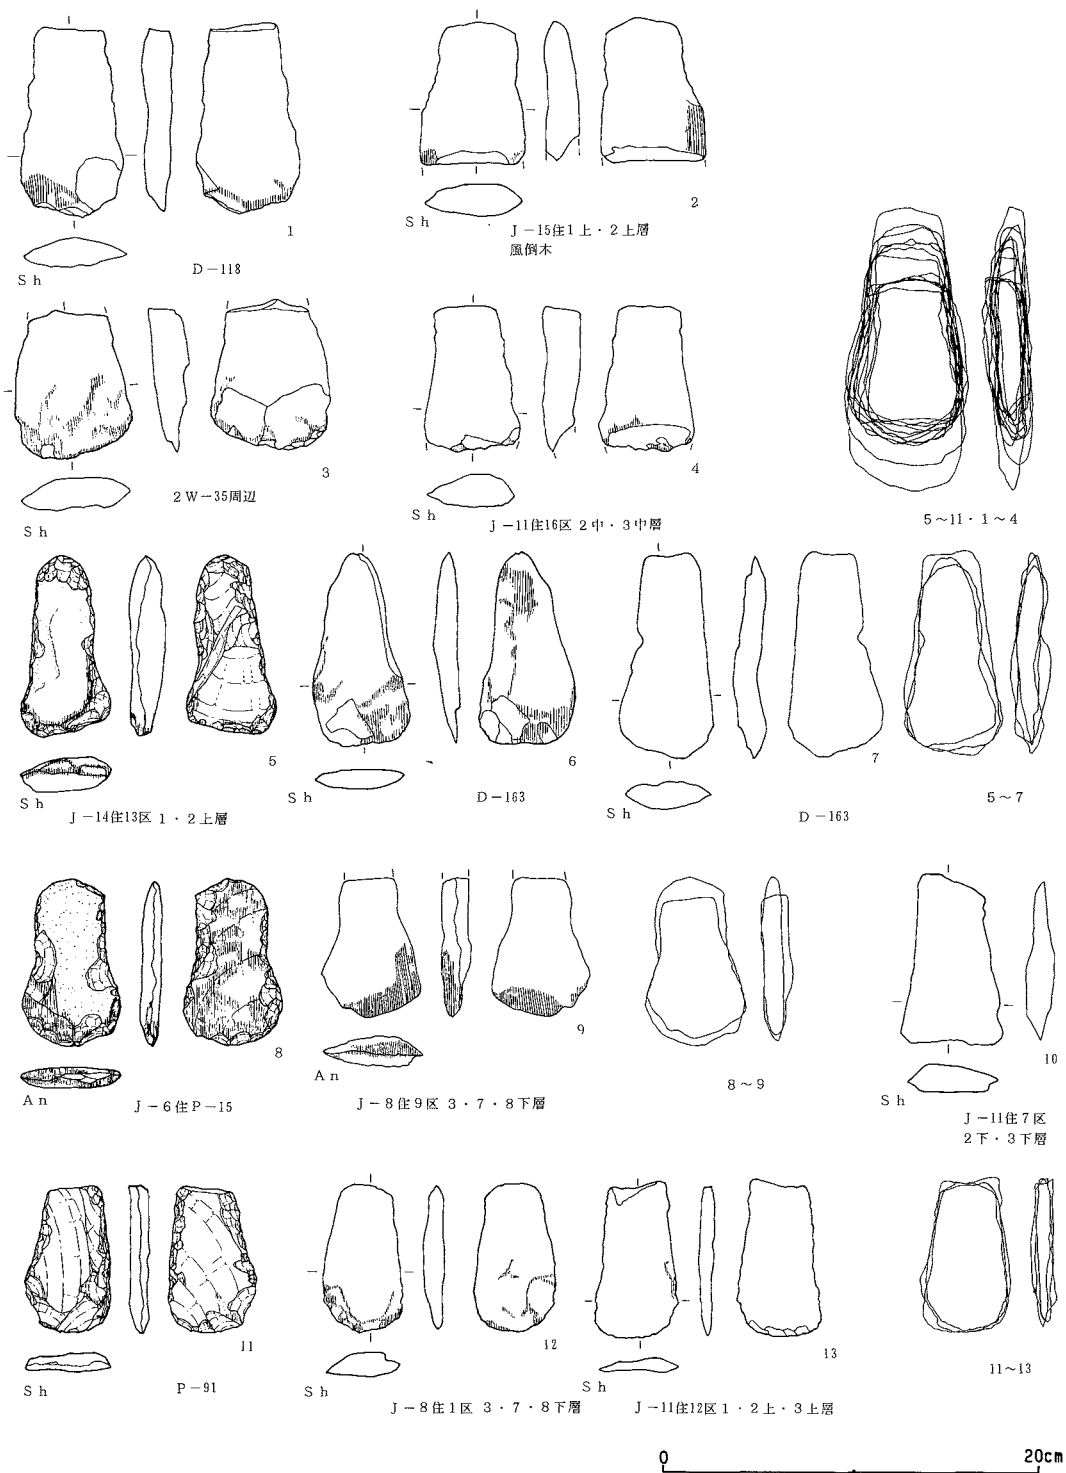 1
Sh
D-118
2
Sh
J-15住1上・2上層
風倒木
3
Sh
2W-35周辺
4
Sh
J-11住16区 2中・3中層
5~11・1~4
5
Sh
J-14住13区 1・2上層
6
Sh
D-163
7
Sh
D-163
5~7
8
An
J-6住P-15
9
An
J-8住9区 3・7・8下層
8~9
10
Sh
J-11住7区
2下・3下層
11
Sh
P-91
12
Sh
J-8住1区 3・7・8下層
13
Sh
J-11住12区1・2上・3上層
11~13
0 20cm